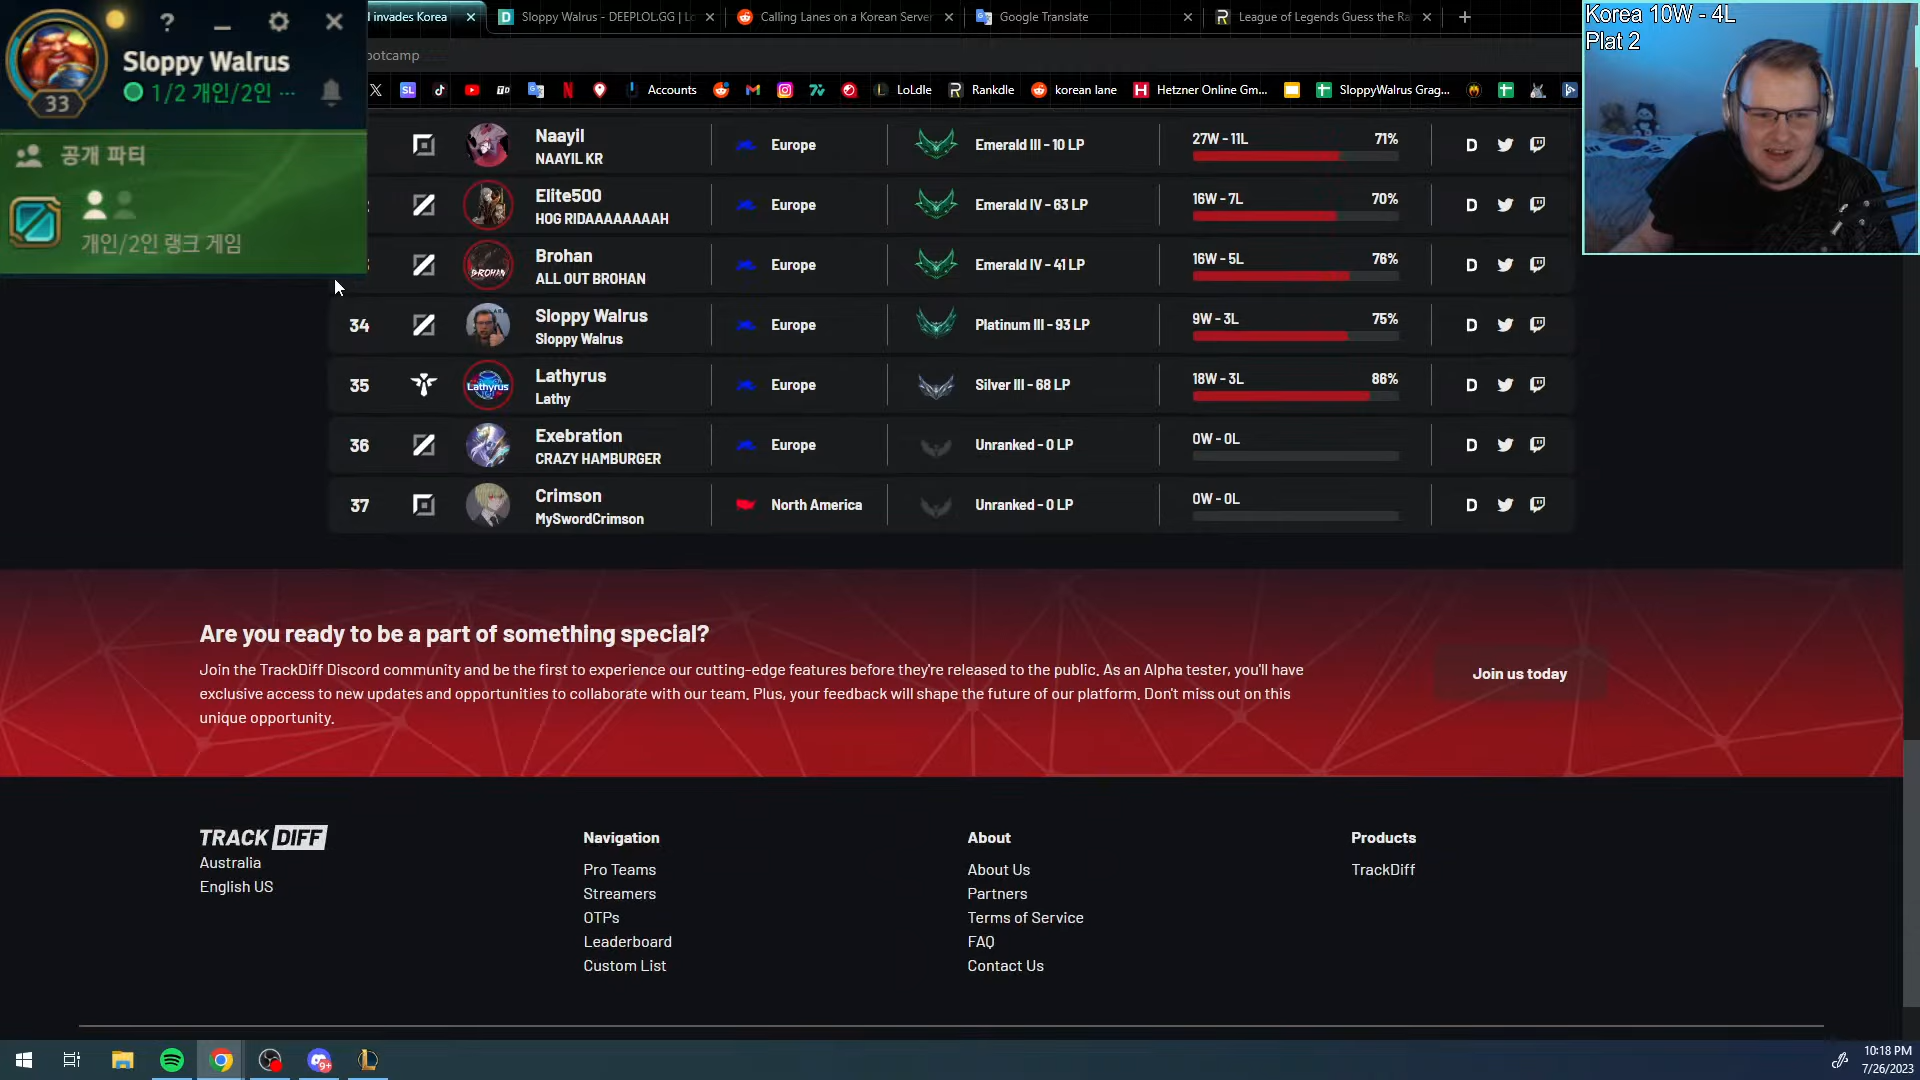 l invades Korea
Sloppy Walrus - DEEPLOL.GG | Lo
Calling Lanes on a Korean Server
Google Translate
League of Legends Guess the Ra
otcamp
Accounts
LoLdle
Rankdle
korean lane
Hetzner Online Gm...
SloppyWalrus Grag...
Korea 10W - 4L
Plat 2
33
Sloppy Walrus
1/2 개인/2인 ...
공개 파티
개인/2인 랭크 게임
Naayil
NAAYIL KR
Europe
Emerald III - 10 LP
27W - 11L
71%
D
Elite500
HOG RIDAAAAAAAAH
Europe
Emerald IV - 63 LP
16W - 7L
70%
D
BROHAN
Brohan
ALL OUT BROHAN
Europe
Emerald IV - 41 LP
16W - 5L
76%
D
34
Sloppy Walrus
Sloppy Walrus
Europe
Platinum III - 93 LP
9W - 3L
75%
D
35
Lathyrus
Lathyrus
Lathy
Europe
Silver III - 68 LP
18W - 3L
86%
D
36
Exebration
CRAZY HAMBURGER
Europe
Unranked - 0 LP
0W - 0L
D
37
Crimson
MySwordCrimson
North America
Unranked - 0 LP
0W - 0L
D
Are you ready to be a part of something special?
Join the TrackDiff Discord community and be the first to experience our cutting-edge features before they're released to the public. As an Alpha tester, you'll have
exclusive access to new updates and opportunities to collaborate with our team. Plus, your feedback will shape the future of our platform. Don't miss out on this
unique opportunity.
Join us today
TRACK DIFF
Australia
English US
Navigation
Pro Teams
Streamers
OTPs
Leaderboard
Custom List
About
About Us
Partners
Terms of Service
FAQ
Contact Us
Products
TrackDiff
9+
10:18 PM
7/26/2023